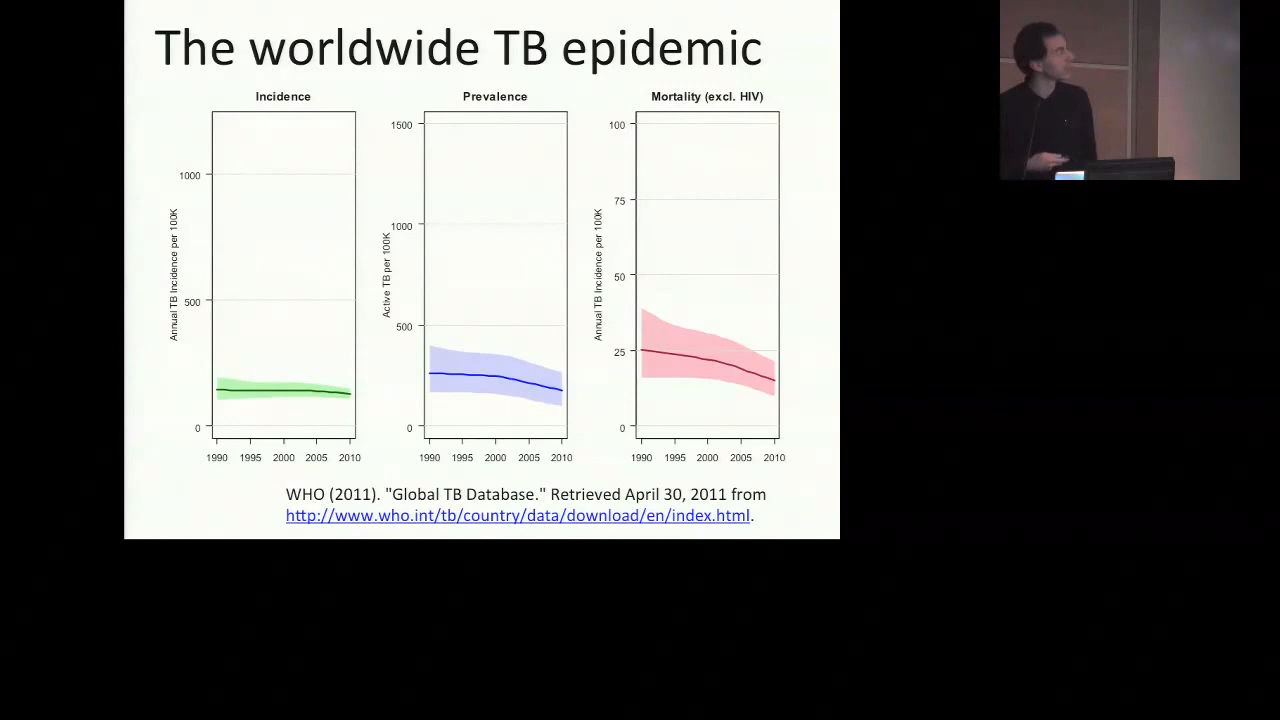 The worldwide TB epidemic
Incidence
Annual TB Incidence per 100K
1000
500
0
1990 1995 2000 2005 2010
Prevalence
Active TB per 100K
1500
1000
500
0
1990 1995 2000 2005 2010
Mortality (excl. HIV)
Annual TB Incidence per 100K
100
75
50
25
0
1990 1995 2000 2005 2010
WHO (2011). "Global TB Database." Retrieved April 30, 2011 from
http://www.who.int/tb/country/data/download/en/index.html.